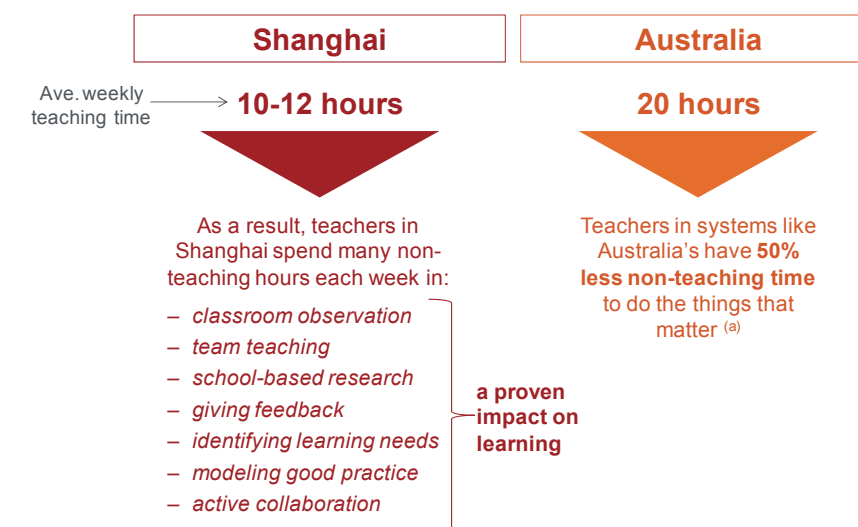 Shanghai
Australia
Ave. weekly
teaching time
10-12 hours
20 hours
As a result, teachers in
Shanghai spend many non-
teaching hours each week in:
– classroom observation
– team teaching
– school-based research
– giving feedback
– identifying learning needs
– modeling good practice
– active collaboration
a proven
impact on
learning
Teachers in systems like
Australia's have 50%
less non-teaching time
to do the things that
matter (a)